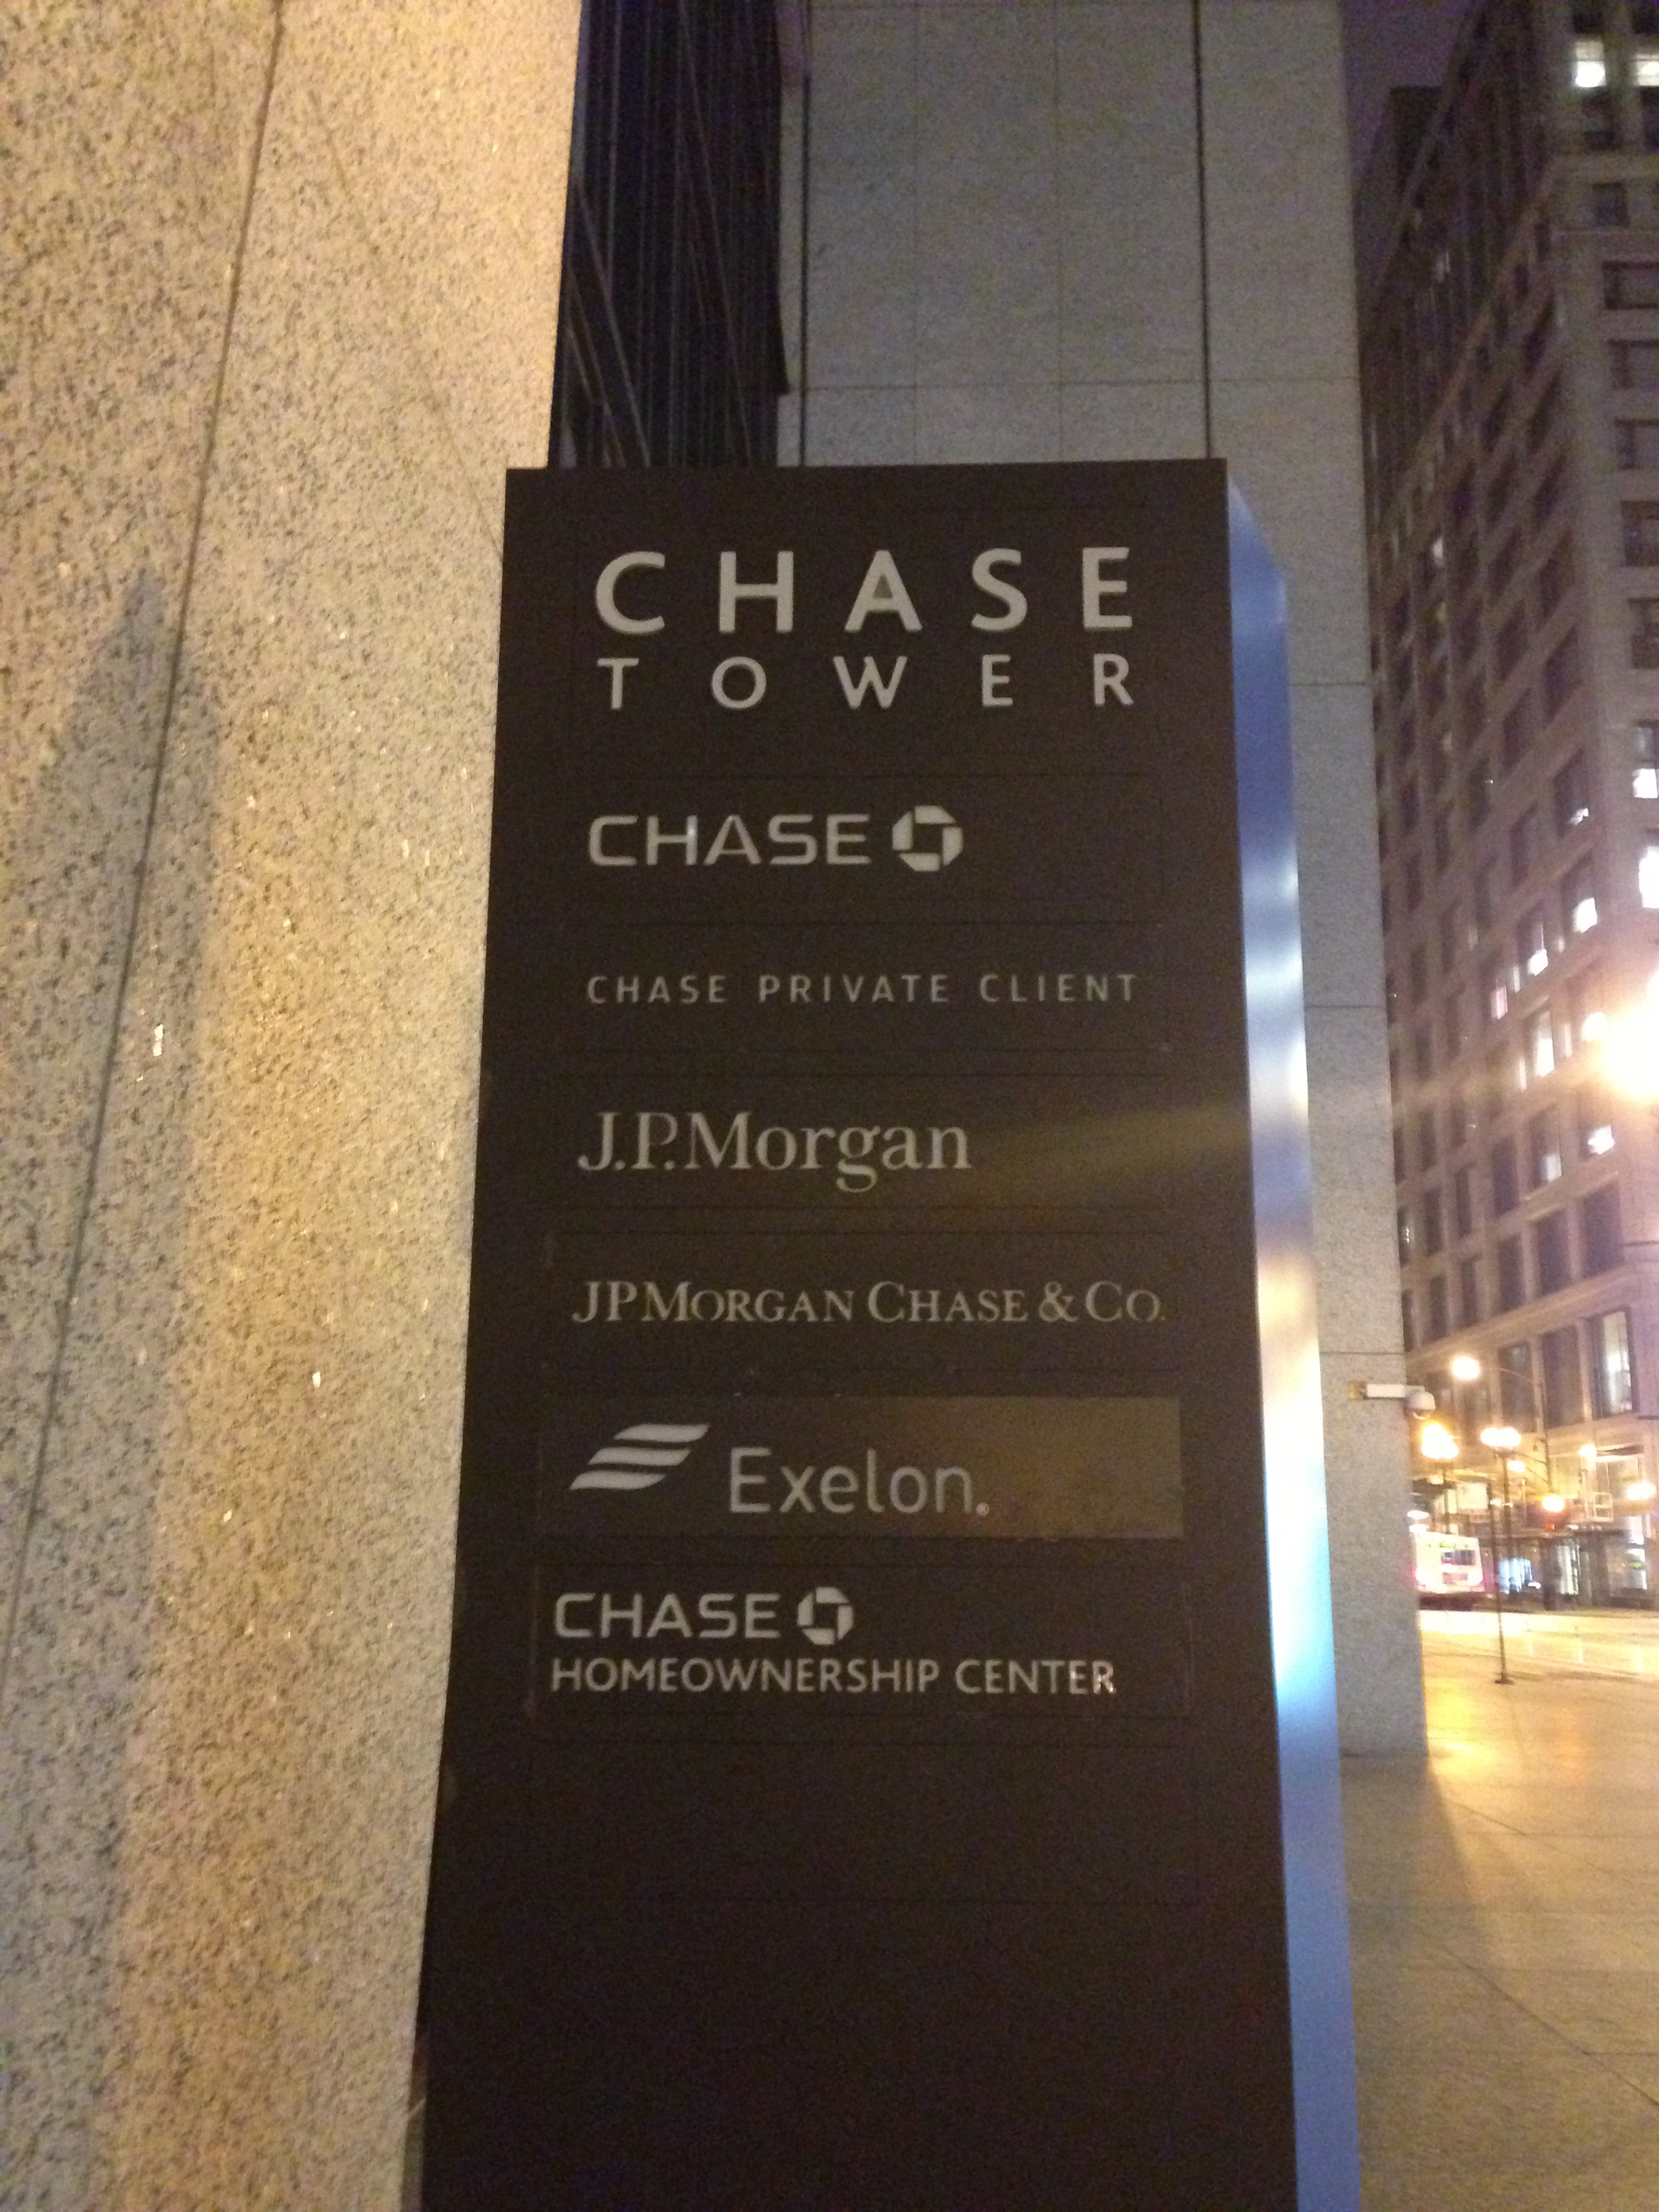 CHASE
TOWER
CHASE
CHASE PRIVATE CLIENT
J.P.Morgan
JPMORGAN CHASE & CO.
Exelon.
CHASE
HOMEOWNERSHIP CENTER